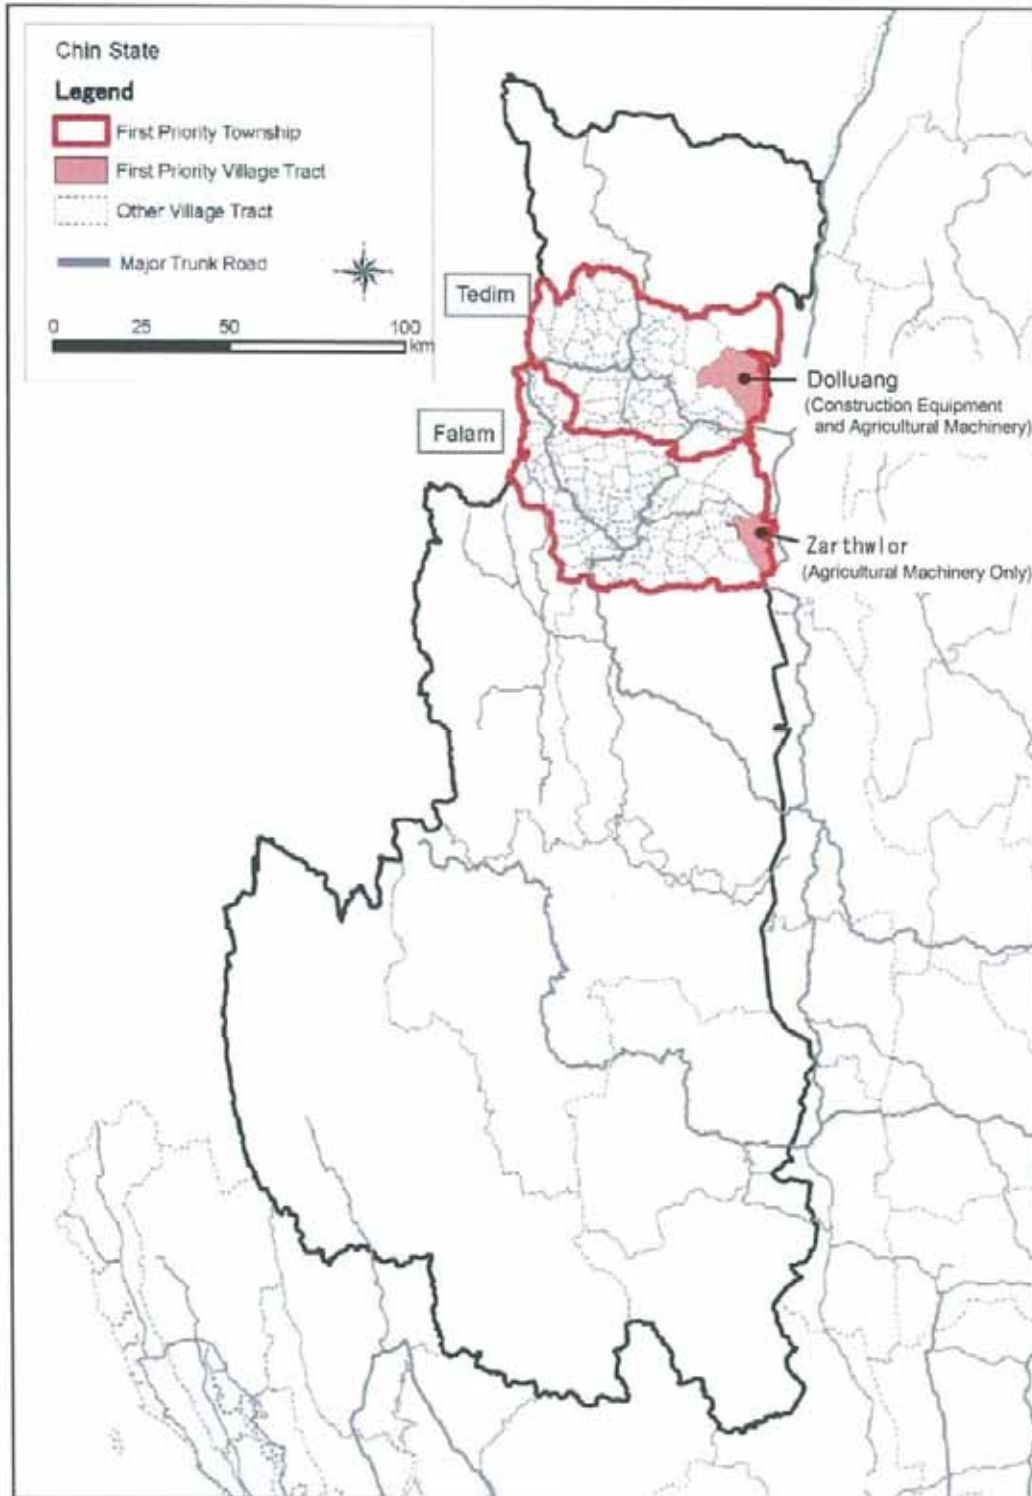 Chin State
Legend
First Priority Township
First Priority Village Tract
Other Village Tract
Major Trunk Road
0 25 50 100
km
Tedim
Falam
Dolluang
(Construction Equipment
and Agricultural Machinery)
Zarthwlor
(Agricultural Machinery Only)